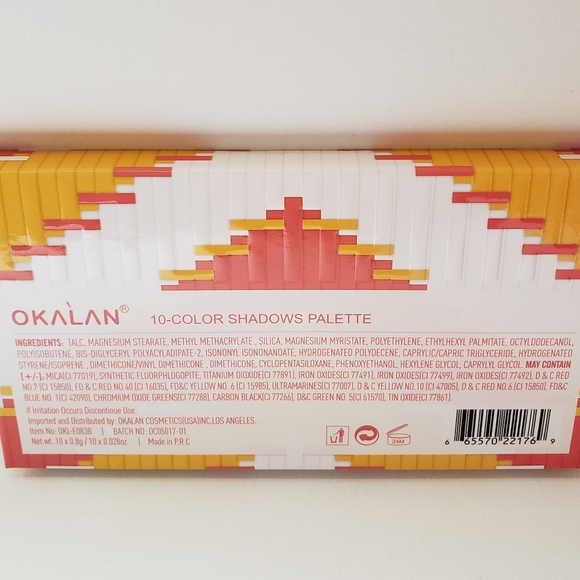 OKALAN®
10-COLOR SHADOWS PALETTE
INGREDIENTS: TALC, MAGNESIUM STEARATE, METHYL METHACRYLATE , SILICA, MAGNESIUM MYRISTATE, POLYETHYLENE, ETHYLHEXYL PALMITATE, OCTYLDODECANOL,
POLYISOBUTENE, BIS-DIGLYCERYL POLYACYLADIPATE-2, ISONONYL ISONONANOATE, HYDROGENATED POLYDECENE, CAPRYLIC/CAPRIC TRIGLYCERIDE, HYDROGENATED
STYRENE/ISOPRENE , DIMETHICONE/VINYL DIMETHICONE , DIMETHICONE, CYCLOPENTASILOXANE, PHENOXYETHANOL, HEXYLENE GLYCOL, CAPRYLYL GLYCOL. MAY CONTAIN
[+/-]. MICA(CI 77019), SYNTHETIC FLUORPHLOGOPITE, TITANIUM DIOXIDE(CI 77891), IRON OXIDES(CI 77491), IRON OXIDES(CI 77499), IRON OXIDES(CI 77492), D&C RED
NO.7 (CI 15850), FD& C RED NO.40 (CI 16035), FD&C YELLOW NO. 6 (CI 15985), ULTRAMARINES(CI 77007), D & C YELLOW NO.10 (CI 47005), D & C RED NO.6 (CI 15850), FD&C
BLUE NO. 1 (CI 42090), CHROMIUM OXIDE GREENS(CI 77288), CARBON BLACK(CI 77266), D&C GREEN NO. 5(CI 61570), TIN OXIDE(CI 77861).
If Irritation Occurs Discontinue Use.
Imported and Distributed by: OKALAN COSMETICS(USA)INC,LOS ANGELES.
Item No: OKL-E083B | BATCH NO: OC05017-01
Net.wt. 10 x 0.8g / 10 x 0.028oz | Made in P.R.C
24M
6 65570 22176 9